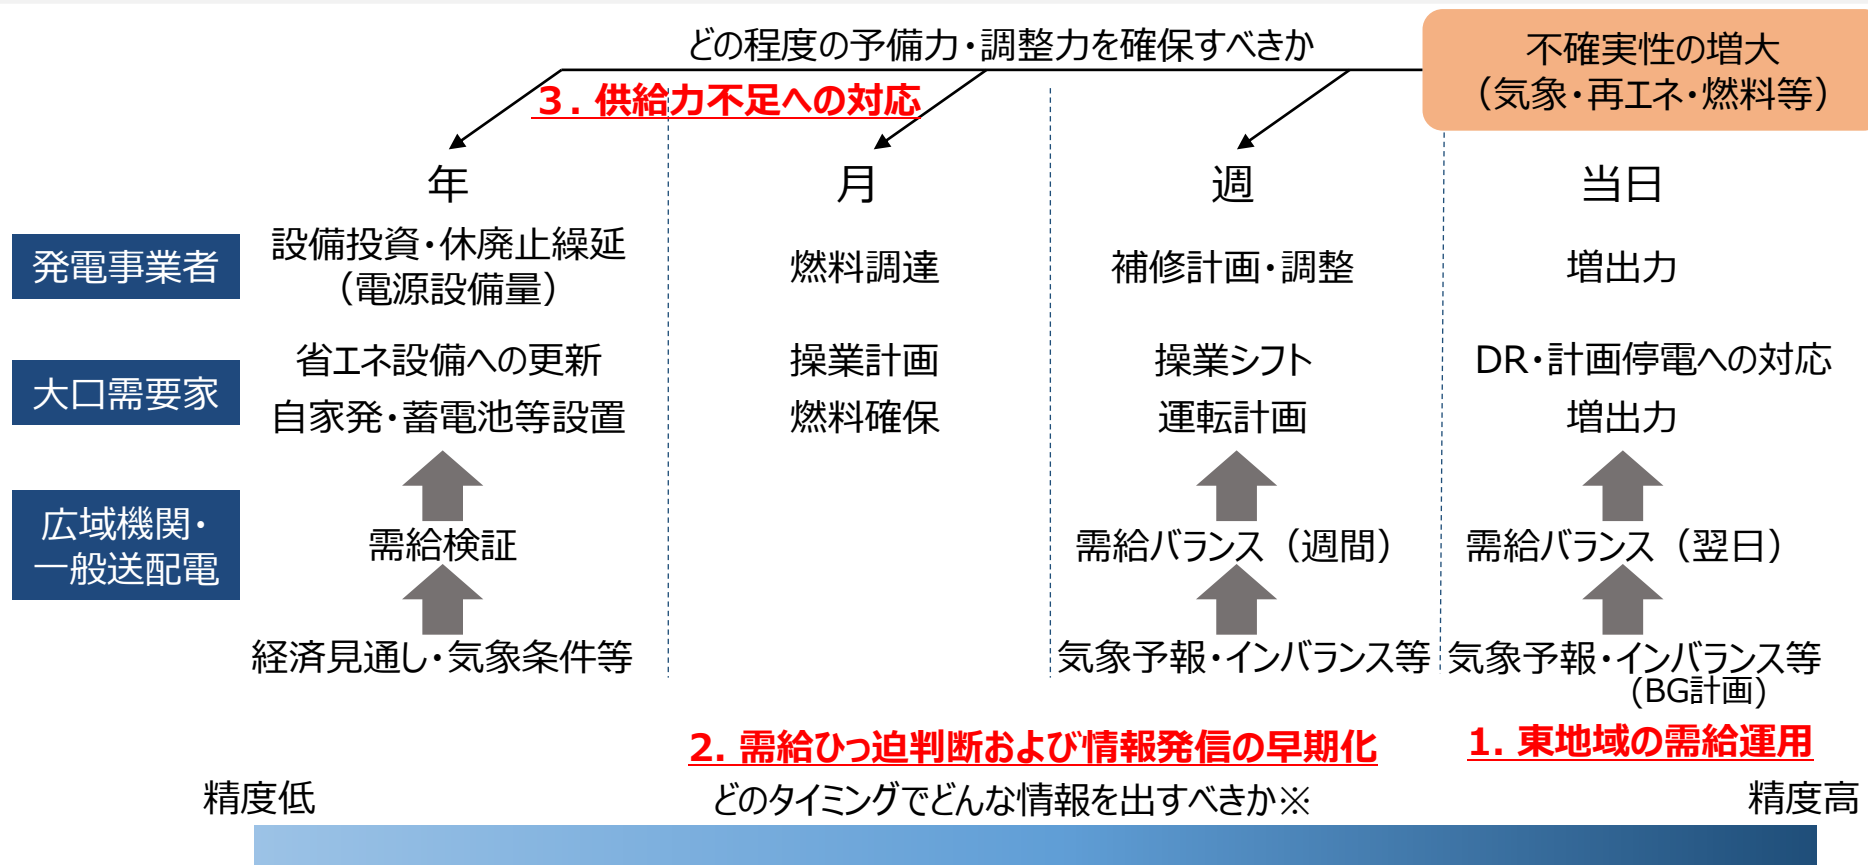 どの程度の予備力・調整力を確保すべきか
不確実性の増大
（気象・再エネ・燃料等）
3．供給力不足への対応
年
月
週
当日
発電事業者
設備投資・休廃止繰延
（電源設備量）
燃料調達
補修計画・調整
増出力
大口需要家
省エネ設備への更新
操業計画
操業シフト
DR・計画停電への対応
自家発・蓄電池等設置
燃料確保
運転計画
増出力
広域機関・
一般送配電
需給検証
需給バランス（週間）
需給バランス（翌日）
経済見通し・気象条件等
気象予報・インバランス等
気象予報・インバランス等
（BG計画）
2. 需給ひっ迫判断および情報発信の早期化
1. 東地域の需給運用
精度低
どのタイミングでどんな情報を出すべきか※
精度高